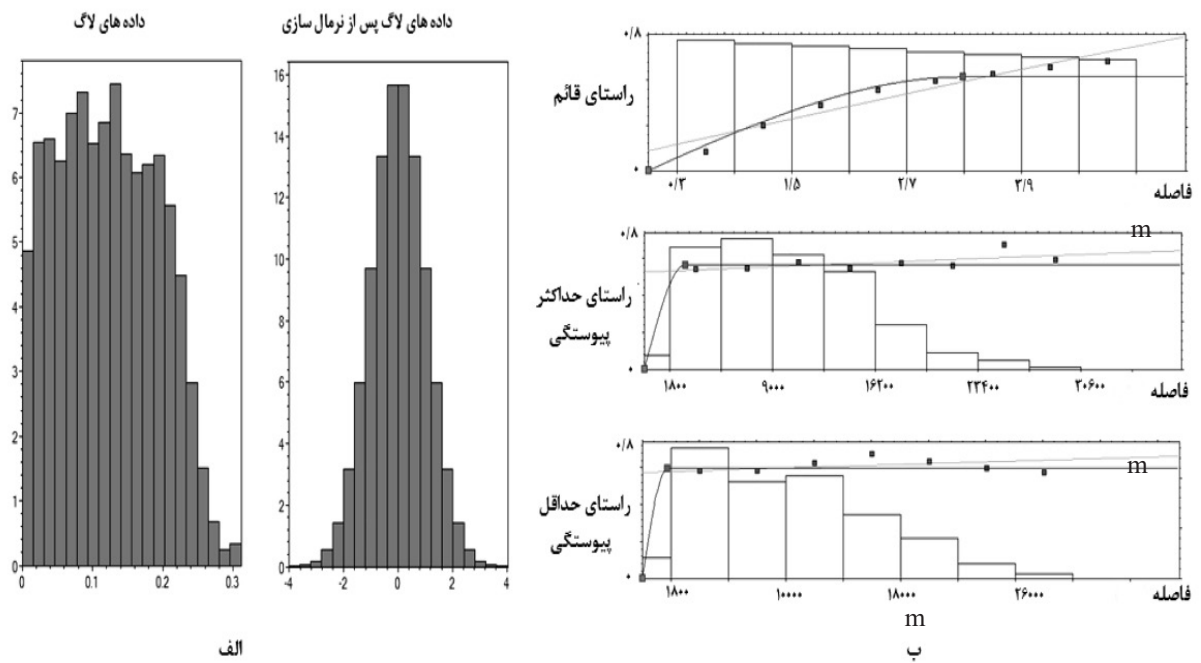 داده های لاگ
داده های لاگ پس از نرمال سازی
7
6
5
4
3
2
1
0
0 0.1 0.2 0.3
16
14
12
10
8
6
4
2
0
-4 -2 0 2 4
الف
راستای قائم
۰/۸
۰
۰/۳ ۱/۵ ۲/۷ ۳/۹
فاصله
m
راستای حداکثر
پیوستگی
۰/۸
۰
۱۸۰۰ ۹۰۰۰ ۱۶۲۰۰ ۲۳۴۰۰ ۳۰۶۰۰
فاصله
m
راستای حداقل
پیوستگی
۰/۸
۰
۱۸۰۰ ۱۰۰۰۰ ۱۸۰۰۰ ۲۶۰۰۰
فاصله
m
ب